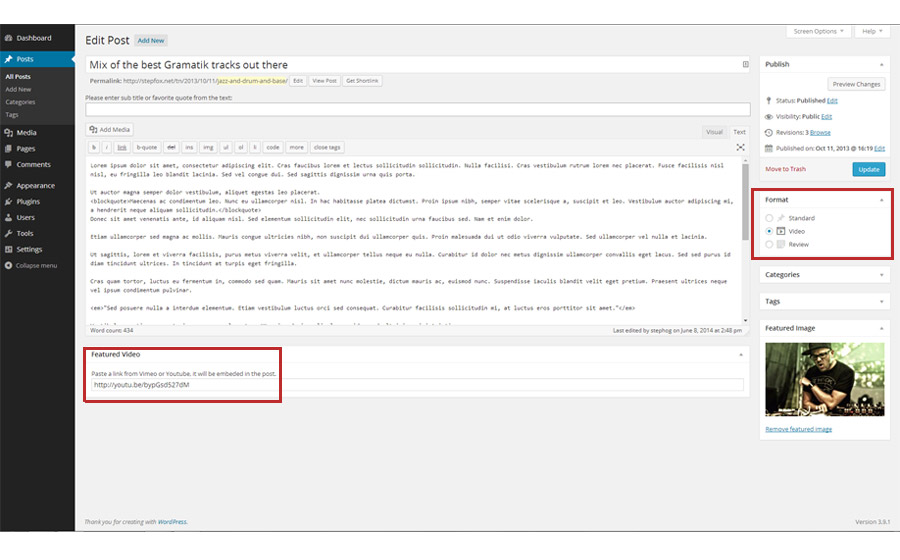 Screen Options Help
Dashboard
Posts
All Posts
Add New
Categories
Tags
Media
Pages
Comments
Appearance
Plugins
Users
Tools
Settings
Collapse menu
Edit Post Add New
Mix of the best Gramatik tracks out there
Permalink: http://stepfox.net/tn/2013/10/11/jazz-and-drum-and-base/ Edit View Post Get Shortlink
Please enter sub title or favorite quote from the text:
Add Media
Visual Text
b i link b-quote del ins img ul ol li code more close tags
Lorem ipsum dolor sit amet, consectetur adipiscing elit. Cras faucibus lorem et lectus sollicitudin sollicitudin. Nulla facilisi. Cras vestibulum rutrum lorem nec placerat. Fusce facilisis nisl
nisl, eu fringilla leo blandit lacinia. Sed vel congue dui. Sed sagittis dignissim urna quis porta.
Ut auctor magna semper dolor vestibulum, aliquet egestas leo placerat.
<blockquote>Maecenas ac condimentum leo. Nunc eu ullamcorper nisl. In hac habitasse platea dictumst. Proin ipsum nibh, semper vitae scelerisque a, suscipit et leo. Vestibulum auctor adipiscing mi,
a hendrerit neque aliquam sollicitudin.</blockquote>
Donec sit amet venenatis ante, id aliquam nisl. Sed elementum sollicitudin elit, nec sollicitudin urna faucibus sed. Nam et enim dolor.
Etiam ullamcorper sed magna ac mollis. Mauris congue ultricies nibh, non suscipit dui ullamcorper quis. Proin malesuada dui ut odio viverra vulputate. Sed ullamcorper vel nulla et lacinia.
Ut sagittis, lorem et viverra facilisis, purus metus viverra velit, et ullamcorper tellus neque eu nulla. Curabitur id dolor nec metus dignissim ullamcorper convallis eget lacus. Sed sed purus id
diam tincidunt ultrices. In tincidunt at turpis eget fringilla.
Cras quam tortor, luctus eu fermentum in, commodo sed quam. Mauris sit amet nunc molestie, dictum mauris ac, euismod nunc. Suspendisse iaculis blandit velit eget pretium. Praesent ultrices neque
vel ipsum condimentum pulvinar.
<em>"Sed posuere nulla a interdum elementum. Etiam vestibulum luctus orci sed consequat. Curabitur facilisis sollicitudin mi, at luctus eros porttitor sit amet."</em>
Word count: 434
Last edited by stephog on June 8, 2014 at 2:48 pm
Featured Video
Paste a link from Vimeo or Youtube, it will be embeded in the post.
http://youtu.be/bypGsd527dM
Publish
Preview Changes
Status: Published Edit
Visibility: Public Edit
Revisions: 3 Browse
Published on: Oct 11, 2013 @ 16:19 Edit
Move to Trash Update
Format
Standard
Video
Review
Categories
Tags
Featured Image
Remove featured image
Thank you for creating with WordPress.
Version 3.9.1